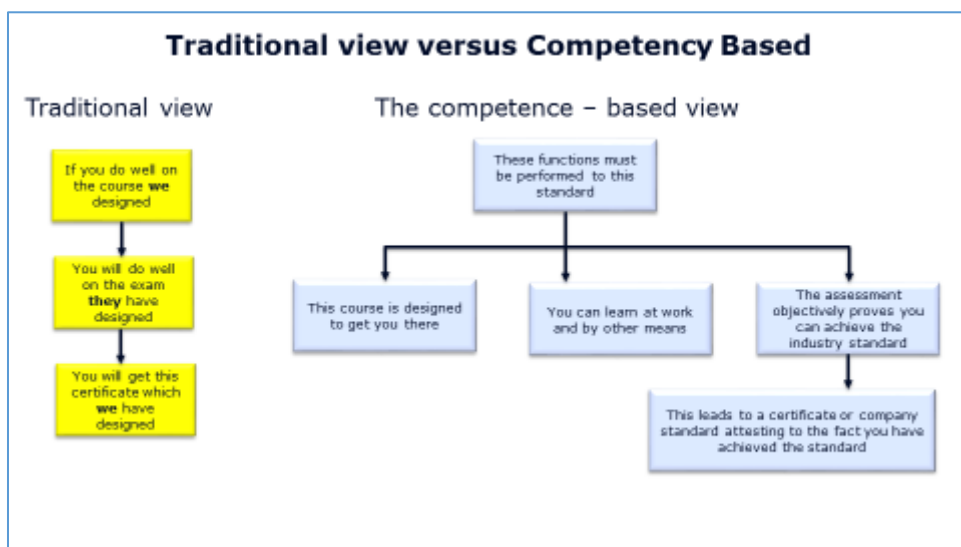 Traditional view versus Competency Based
Traditional view
The competence – based view
If you do well on
the course we
designed
You will do well
on the exam
they have
designed
You will get this
certificate which
we have
designed
These functions must
be performed to this
standard
This course is designed
to get you there
You can learn at work
and by other means
The assessment
objectively proves you
can achieve the
industry standard
This leads to a certificate or company
standard attesting to the fact you have
achieved the standard